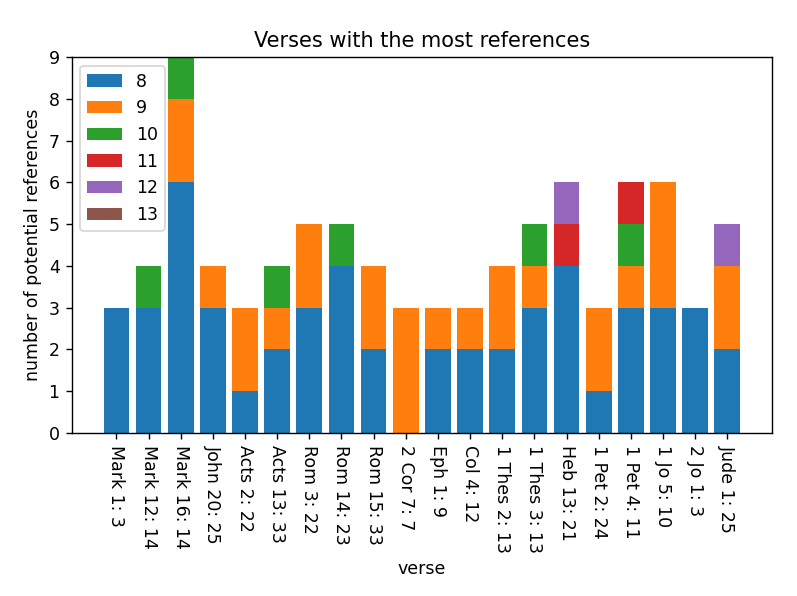 Verses with the most references
number of potential references
9
8
7
6
5
4
3
2
1
0
8
9
10
11
12
13
Mark 1: 3
Mark 12: 14
Mark 16: 14
John 20: 25
Acts 2: 22
Acts 13: 33
Rom 3: 22
Rom 14: 23
Rom 15: 33
2 Cor 7: 7
Eph 1: 9
Col 4: 12
1 Thes 2: 13
1 Thes 3: 13
Heb 13: 21
1 Pet 2: 24
1 Pet 4: 11
1 Jo 5: 10
2 Jo 1: 3
Jude 1: 25
verse